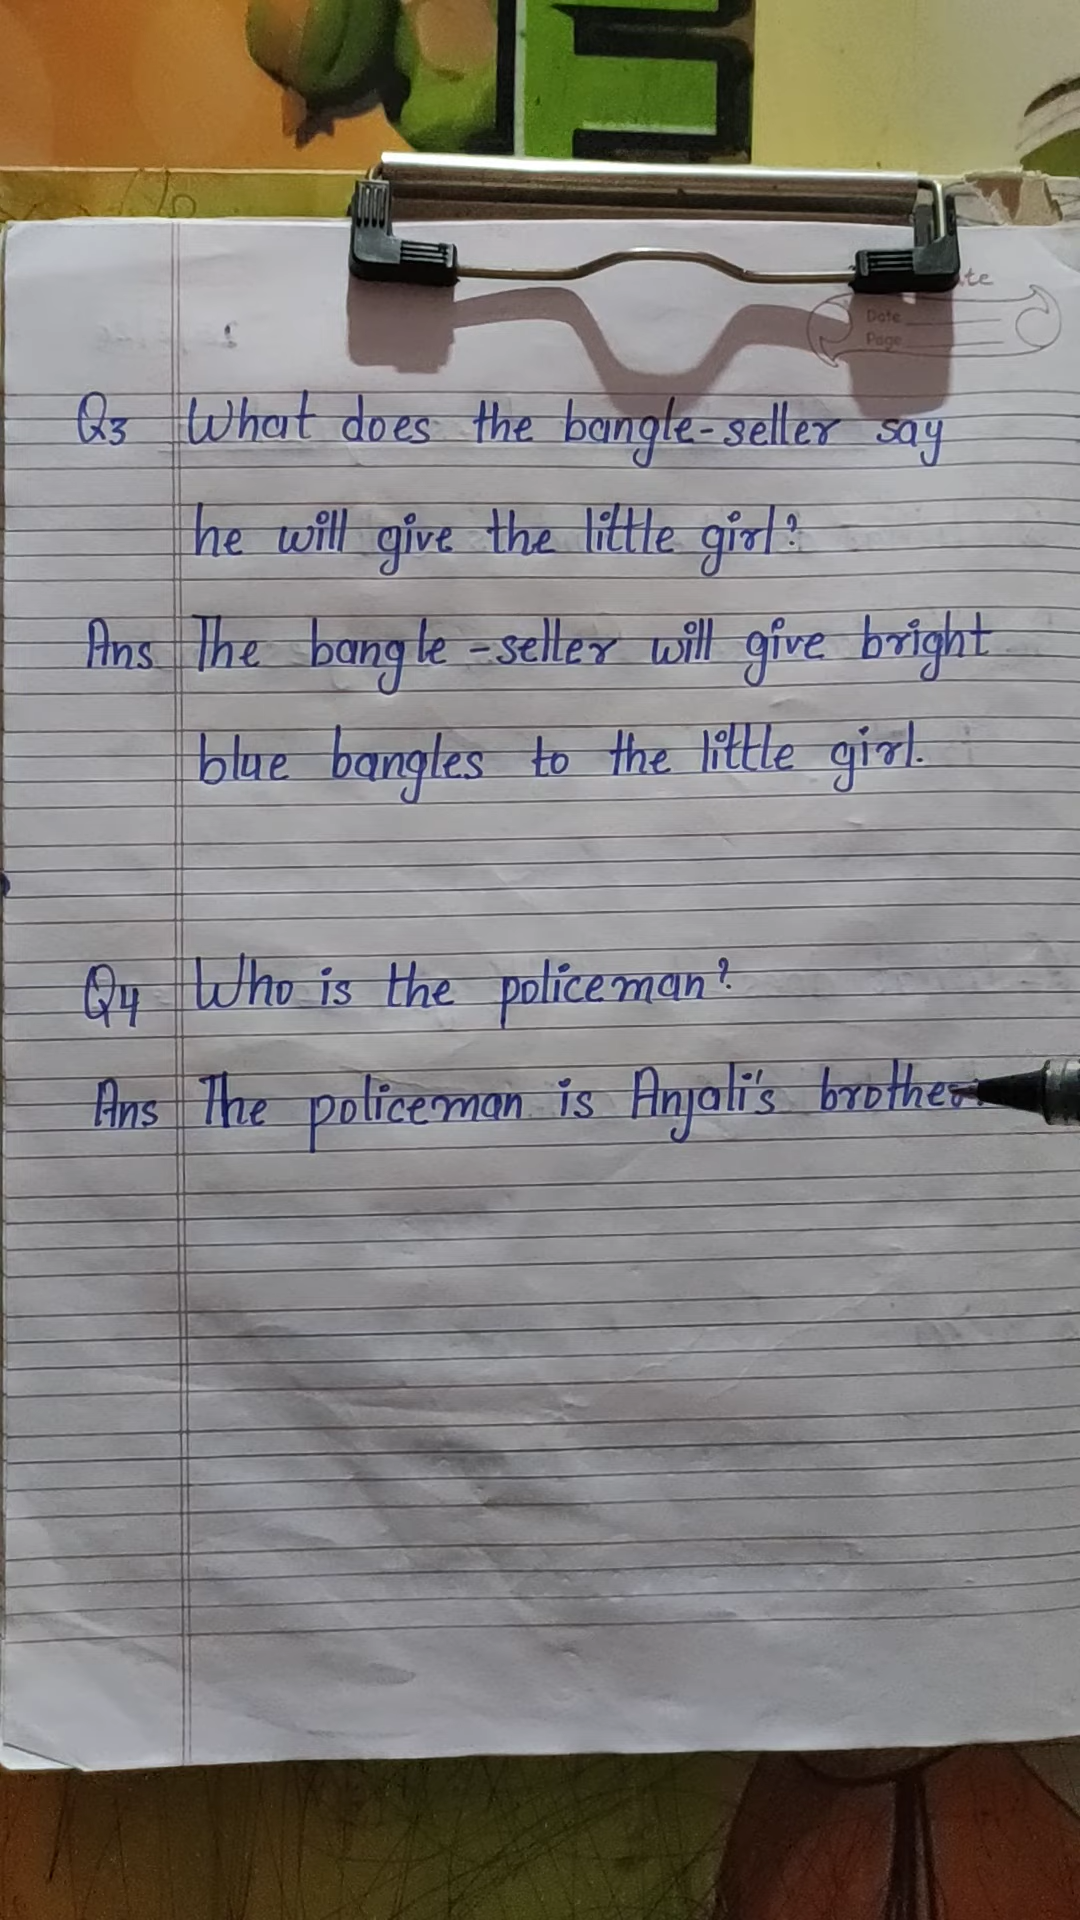 te
Date
Page
Q3 What does the bangle-seller say
he will give the little girl?
Ans The bangle-seller will give bright
blue bangles to the little girl.
Q4 Who is the policeman?
Ans The policeman is Anjali's brother.